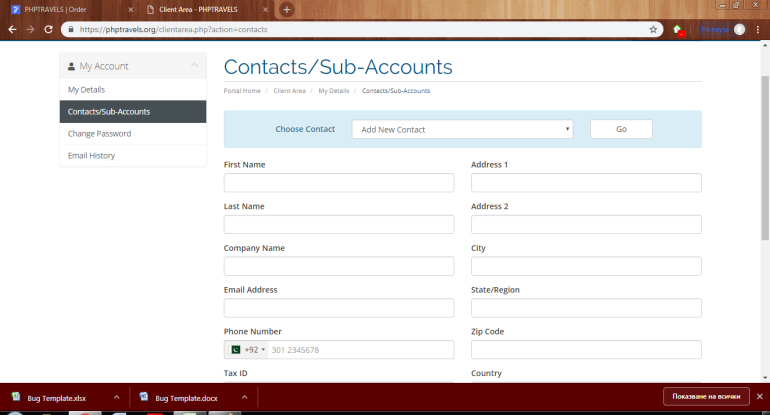 PHPTRAVELS | Order
Client Area - PHPTRAVELS
https://phptravels.org/clientarea.php?action=contacts
My Account
My Details
Contacts/Sub-Accounts
Change Password
Email History
Contacts/Sub-Accounts
Portal Home / Client Area / My Details / Contacts/Sub-Accounts
Choose Contact
Add New Contact
Go
First Name
Address 1
Last Name
Address 2
Company Name
City
Email Address
State/Region
Phone Number
Zip Code
+92
301 2345678
Tax ID
Country
Bug Template.xlsx
Bug Template.docx
Показване на всички